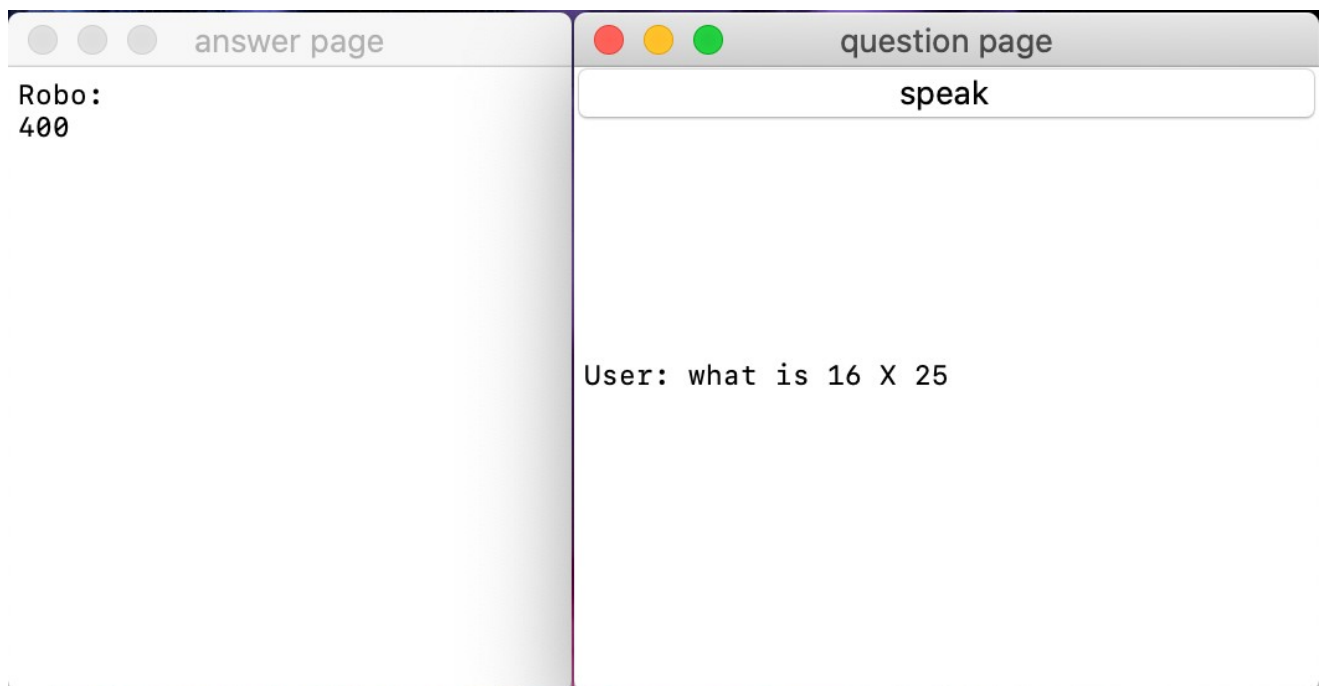 answer page
Robo:
400
question page
speak
User: what is 16 X 25